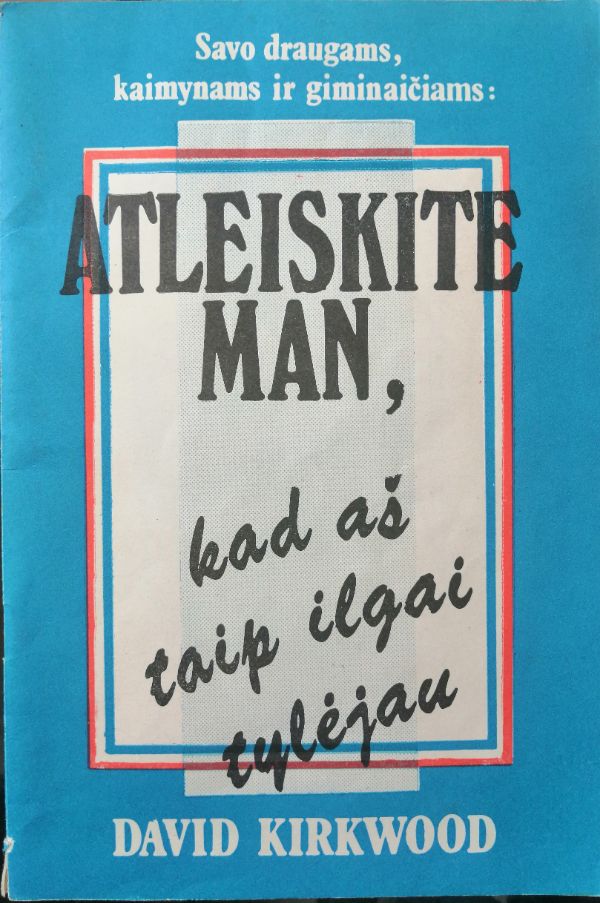 Savo draugams,
kaimynams ir giminaičiams:
ATLEISKITE
MAN,
kad aš
taip ilgai
tylėjau
DAVID KIRKWOOD